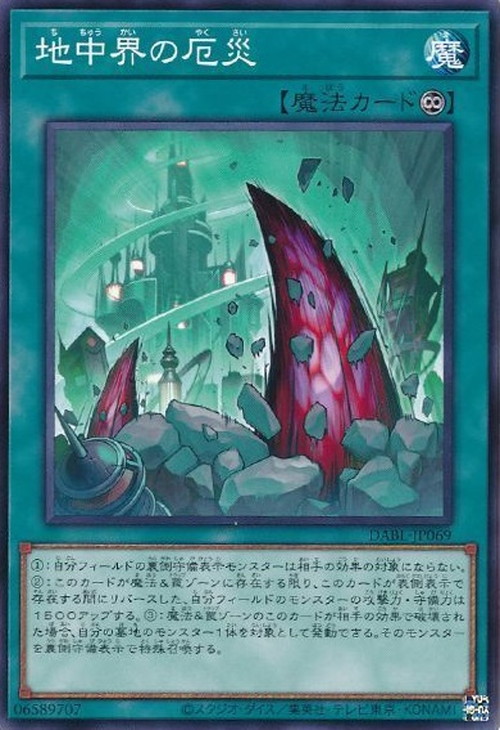 地中界の厄災
魔
【魔法カード】
DABL-JP069
①:自分フィールドの裏側守備表示モンスターは相手の効果の対象にならない。
②:このカードが魔法&罠ゾーンに存在する限り、このカードが表側表示で
存在する間にリバースした、自分フィールドのモンスターの攻撃力・守備力は
1500アップする。③:魔法&罠ゾーンのこのカードが相手の効果で破壊され
た場合、自分の墓地のモンスター1体を対象として発動できる。そのモンスター
を裏側守備表示で特殊召喚する。
06589707
©スタジオ・ダイス/集英社・テレビ東京・KONAMI